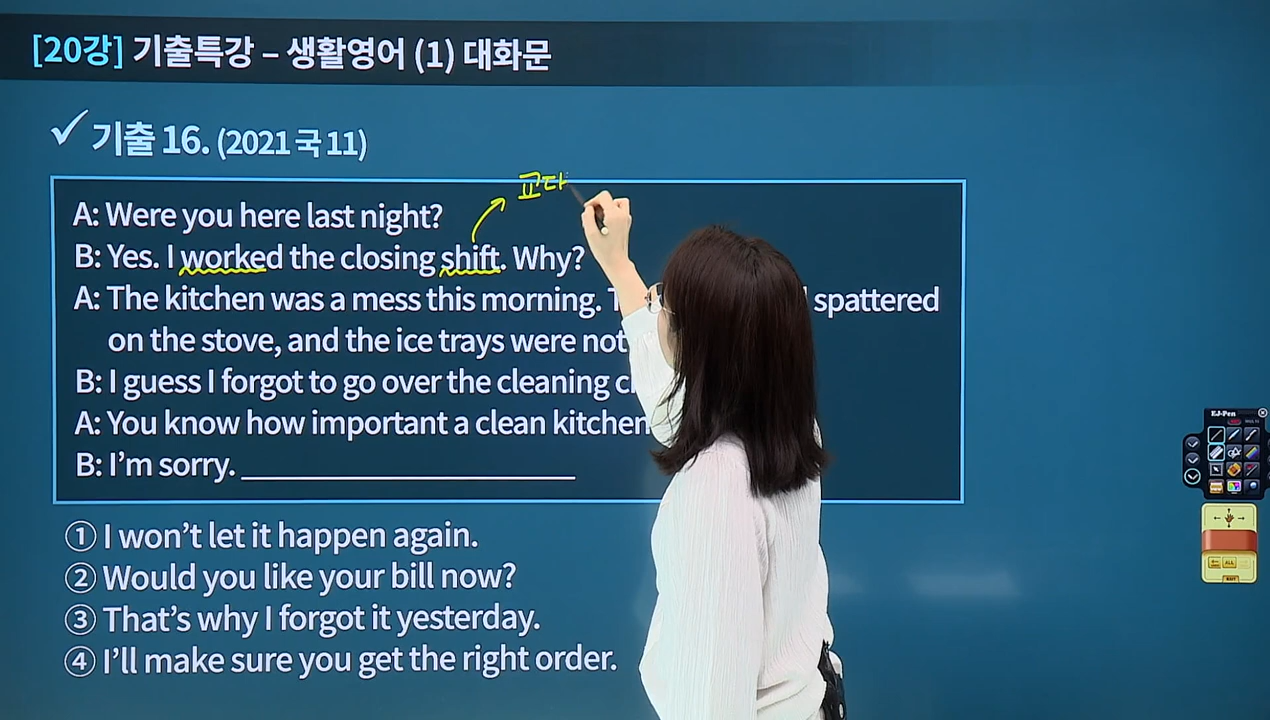 [20강] 기출특강 – 생활영어 (1) 대화문
✓ 기출 16. (2021 국 11)
교다
A: Were you here last night?
B: Yes. I worked the closing shift. Why?
A: The kitchen was a mess this morning. spattered
on the stove, and the ice trays were not
B: I guess I forgot to go over the cleaning
A: You know how important a clean kitchen
B: I'm sorry. ____________________
① I won't let it happen again.
② Would you like your bill now?
③ That's why I forgot it yesterday.
④ I'll make sure you get the right order.
EJ-Pen